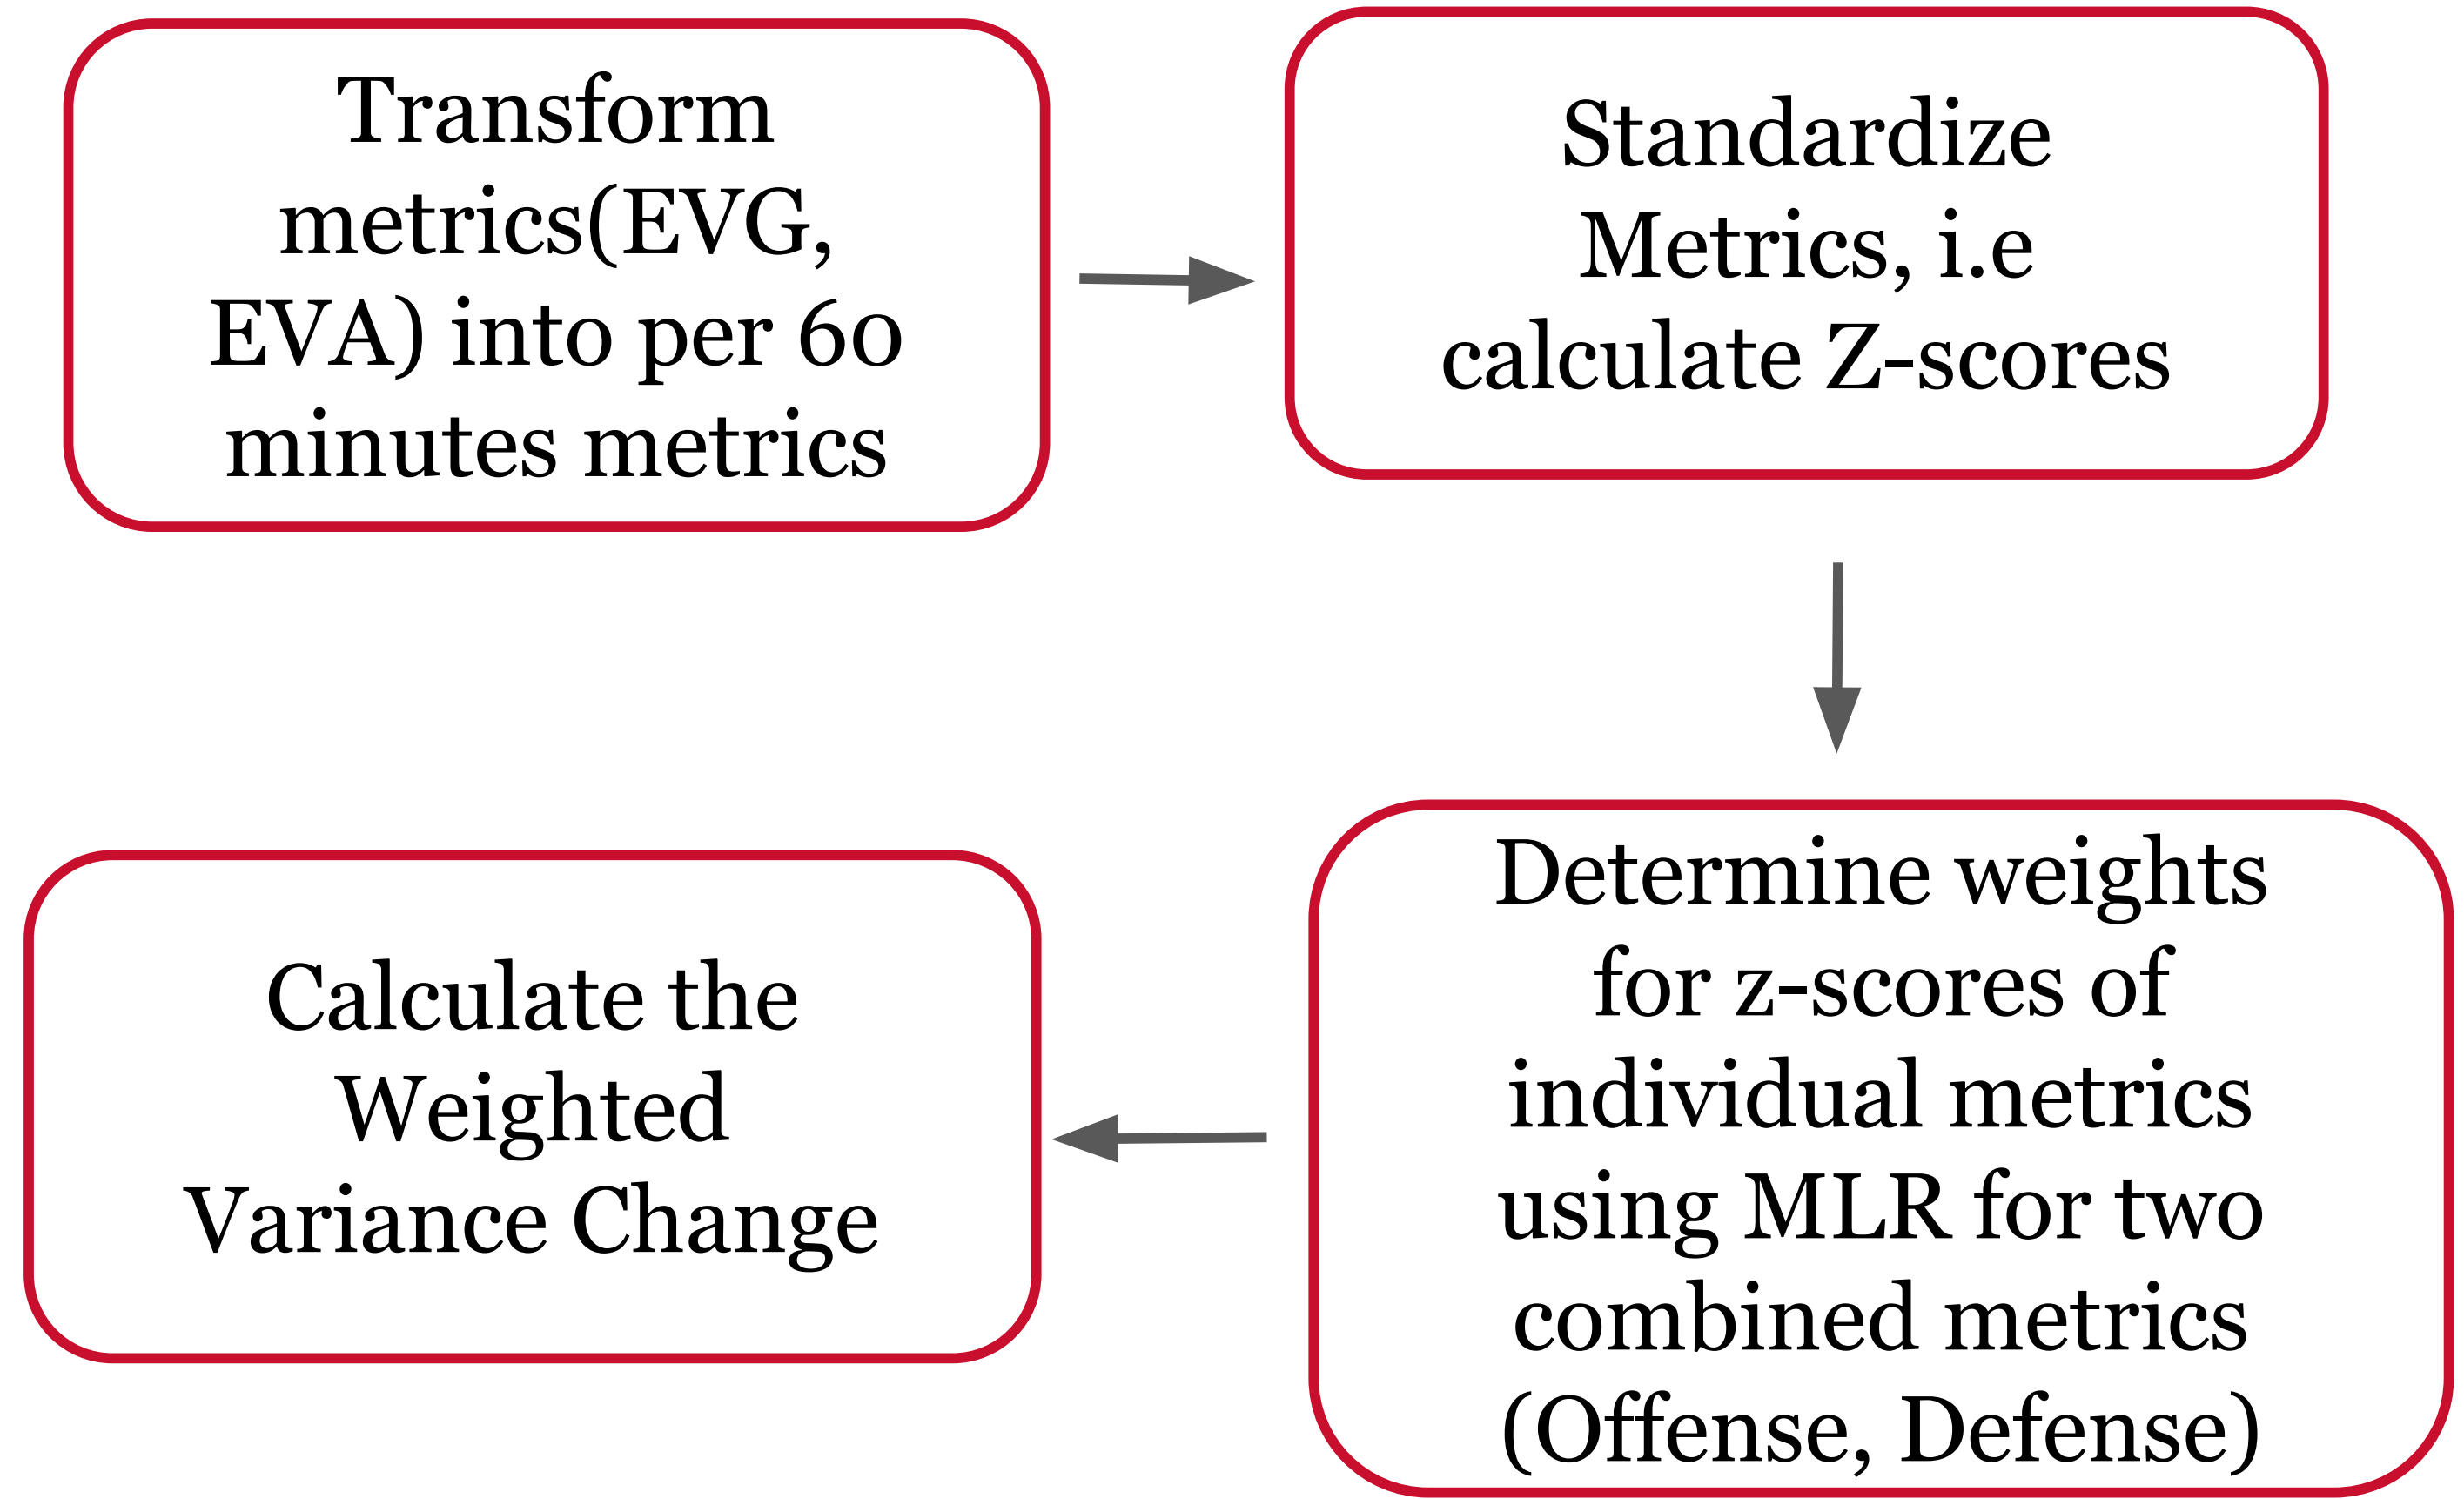 Transform
metrics(EVG,
EVA) into per 60
minutes metrics
Standardize
Metrics, i.e
calculate Z-scores
Determine weights
for z-scores of
individual metrics
using MLR for two
combined metrics
(Offense, Defense)
Calculate the
Weighted
Variance Change